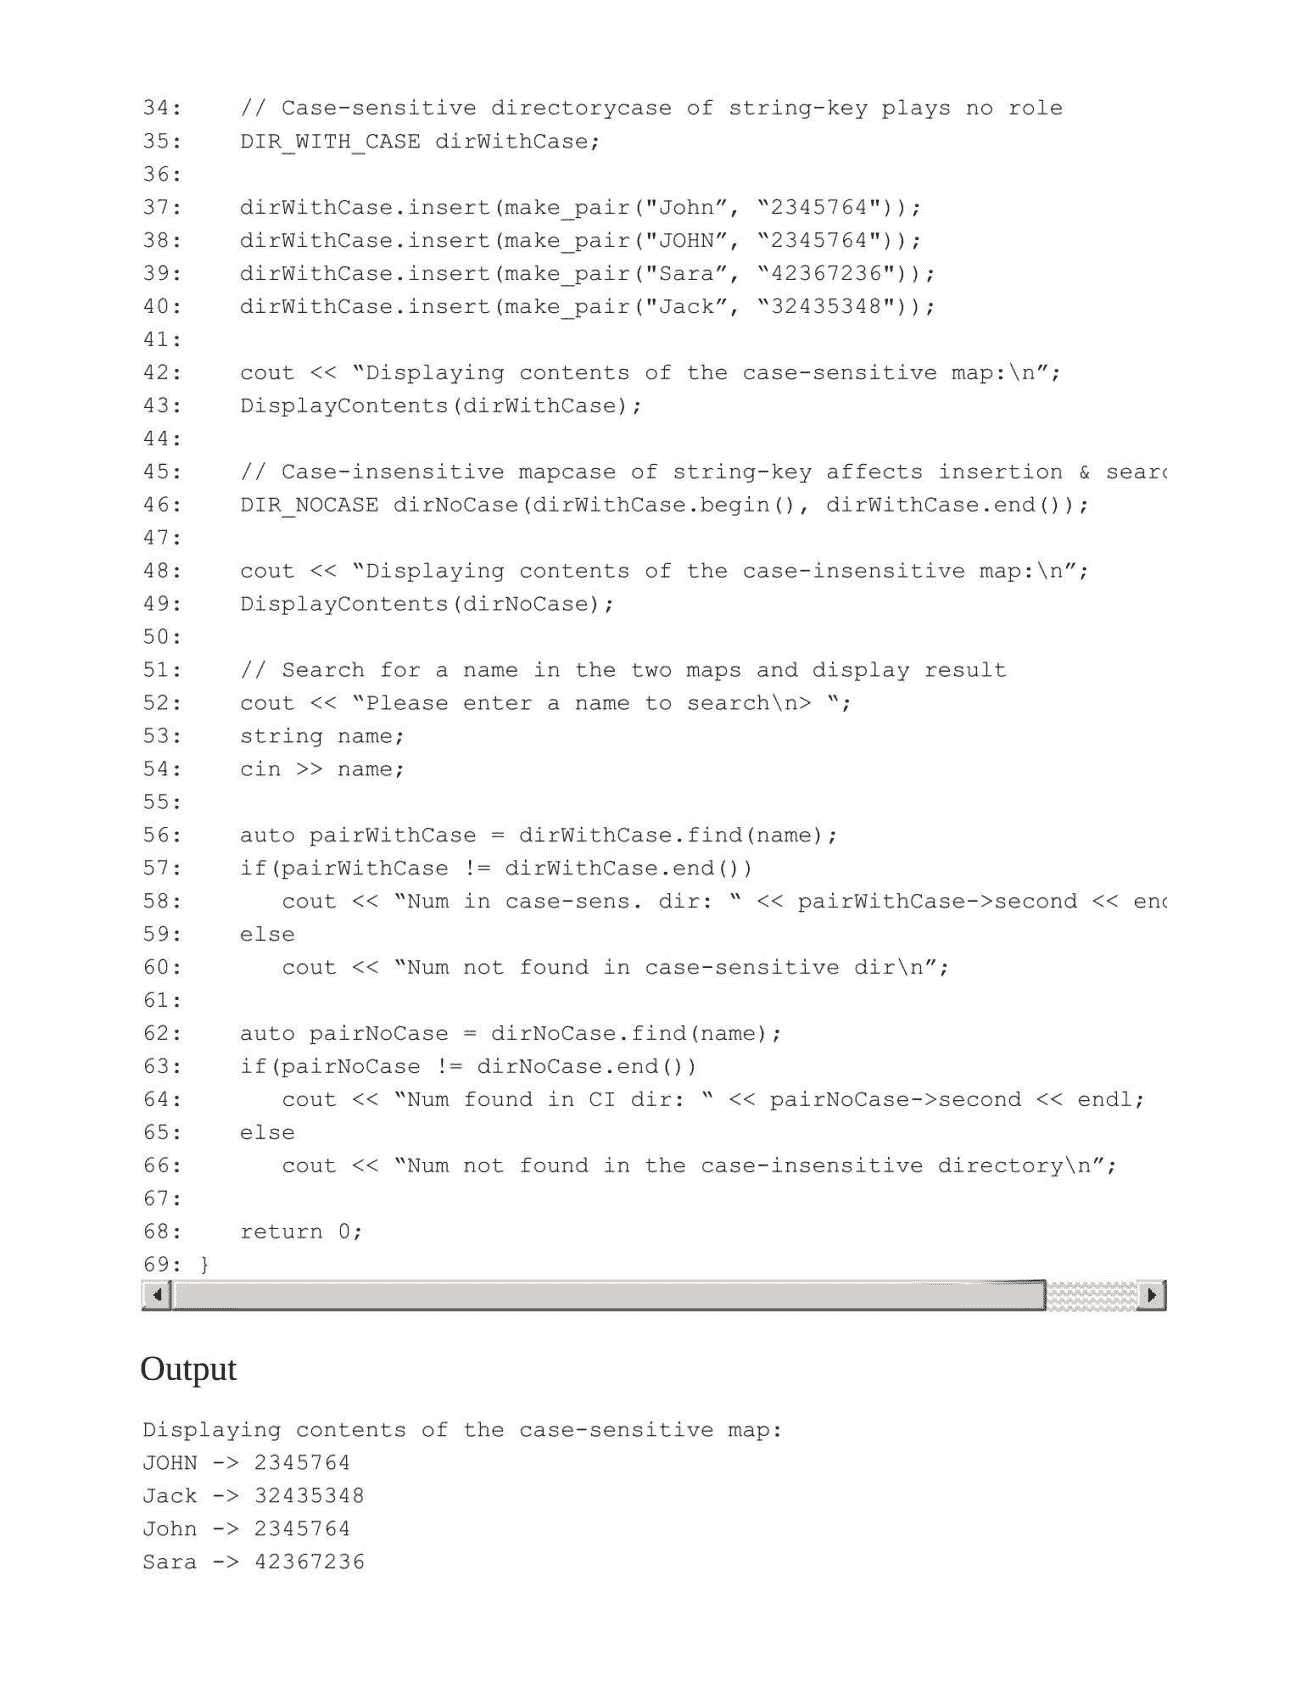 34:    // Case-sensitive directorycase of string-key plays no role
35:    DIR_WITH_CASE dirWithCase;
36:
37:    dirWithCase.insert(make_pair("John”, “2345764"));
38:    dirWithCase.insert(make_pair("JOHN”, “2345764"));
39:    dirWithCase.insert(make_pair("Sara”, “42367236"));
40:    dirWithCase.insert(make_pair("Jack”, “32435348"));
41:
42:    cout << “Displaying contents of the case-sensitive map:\n”;
43:    DisplayContents(dirWithCase);
44:
45:    // Case-insensitive mapcase of string-key affects insertion & searc
46:    DIR_NOCASE dirNoCase(dirWithCase.begin(), dirWithCase.end());
47:
48:    cout << “Displaying contents of the case-insensitive map:\n”;
49:    DisplayContents(dirNoCase);
50:
51:    // Search for a name in the two maps and display result
52:    cout << “Please enter a name to search\n> “;
53:    string name;
54:    cin >> name;
55:
56:    auto pairWithCase = dirWithCase.find(name);
57:    if(pairWithCase != dirWithCase.end())
58:       cout << “Num in case-sens. dir: “ << pairWithCase->second << end
59:    else
60:       cout << “Num not found in case-sensitive dir\n”;
61:
62:    auto pairNoCase = dirNoCase.find(name);
63:    if(pairNoCase != dirNoCase.end())
64:       cout << “Num found in CI dir: “ << pairNoCase->second << endl;
65:    else
66:       cout << “Num not found in the case-insensitive directory\n”;
67:
68:    return 0;
69: }
Output
Displaying contents of the case-sensitive map:
JOHN -> 2345764
Jack -> 32435348
John -> 2345764
Sara -> 42367236